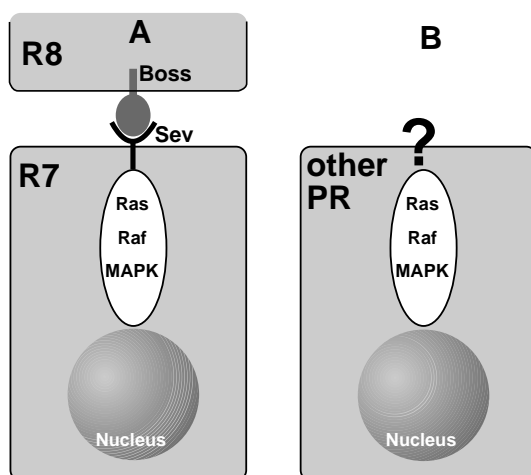 A
R8
Boss
Sev
R7
Ras
Raf
MAPK
Nucleus
B
?
other
PR
Ras
Raf
MAPK
Nucleus